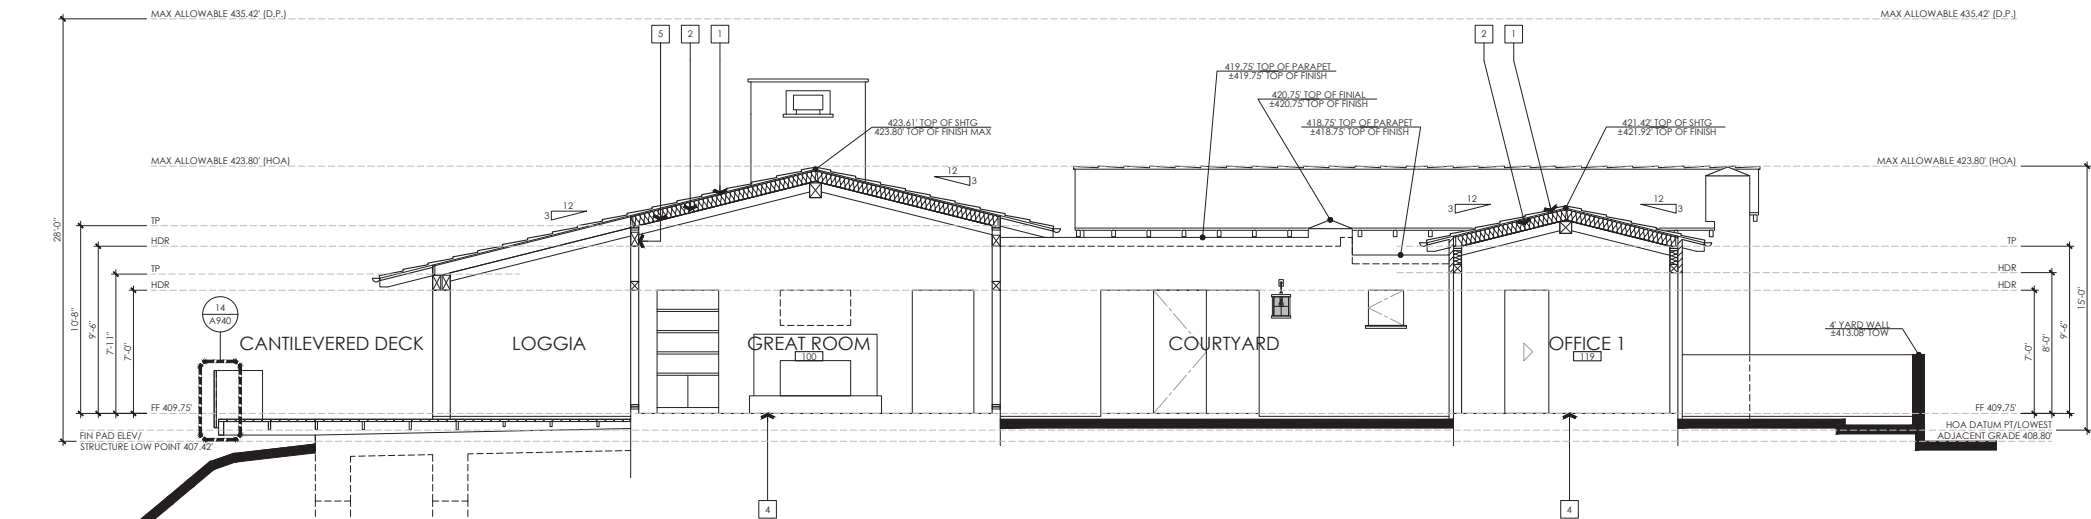 MAX ALLOWABLE 435.42' (D.P.)
MAX ALLOWABLE 435.42' (D.P.)
5
2
1
2
1
419.75' TOP OF PARAPET
±419.75' TOP OF FINISH
420.75' TOP OF FINIAL
±420.75' TOP OF FINISH
423.61' TOP OF SHTG
423.80' TOP OF FINISH MAX
418.75' TOP OF PARAPET
±418.75' TOP OF FINISH
421.42' TOP OF SHTG
±421.92' TOP OF FINISH
MAX ALLOWABLE 423.80' (HOA)
MAX ALLOWABLE 423.80' (HOA)
12
3
12
3
12
3
12
3
28'-0"
10'-8"
9'-6"
7'-11"
7'-0"
TP
HDR
TP
HDR
TP
HDR
HDR
7'-0"
8'-0"
9'-6"
15'-0"
14
A940
CANTILEVERED DECK
LOGGIA
GREAT ROOM
100
COURTYARD
OFFICE 1
119
4' YARD WALL
±413.08' TOW
FF 409.75'
FF 409.75'
FIN PAD ELEV/
STRUCTURE LOW POINT 407.42'
HOA DATUM PT/LOWEST
ADJACENT GRADE 408.80'
4
4